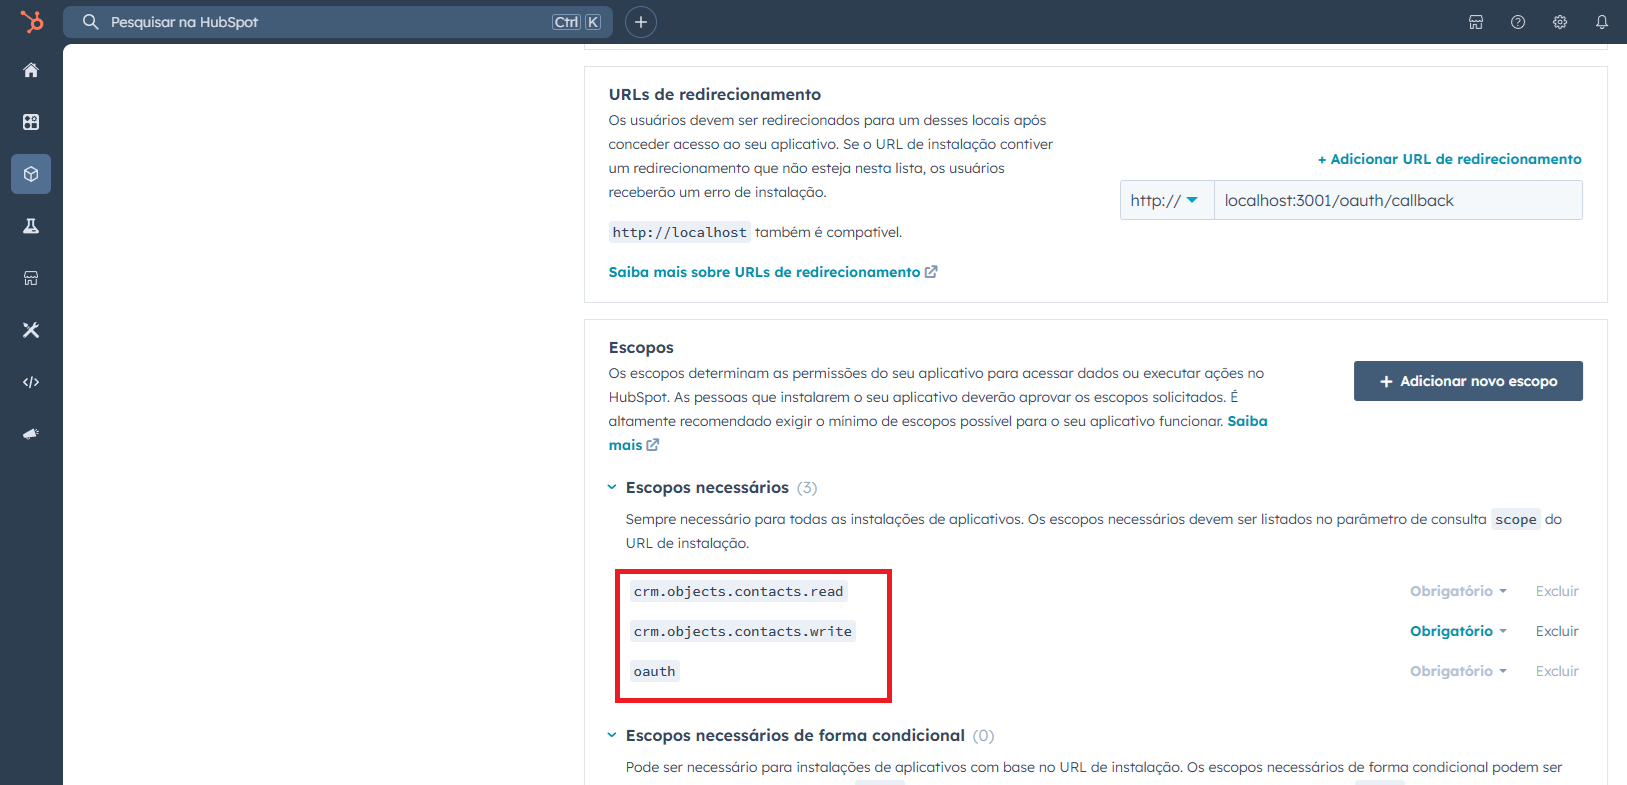 Pesquisar na HubSpot Ctrl K
URLs de redirecionamento
Os usuários devem ser redirecionados para um desses locais após
conceder acesso ao seu aplicativo. Se o URL de instalação contiver
um redirecionamento que não esteja nesta lista, os usuários
receberão um erro de instalação.
http://localhost também é compatível.
Saiba mais sobre URLs de redirecionamento
+ Adicionar URL de redirecionamento
http:// localhost:3001/oauth/callback
Escopos
Os escopos determinam as permissões do seu aplicativo para acessar dados ou executar ações no
HubSpot. As pessoas que instalarem o seu aplicativo deverão aprovar os escopos solicitados. É
altamente recomendado exigir o mínimo de escopos possível para o seu aplicativo funcionar. Saiba
mais
+ Adicionar novo escopo
Escopos necessários (3)
Sempre necessário para todas as instalações de aplicativos. Os escopos necessários devem ser listados no parâmetro de consulta scope do
URL de instalação.
crm.objects.contacts.read Obrigatório Excluir
crm.objects.contacts.write Obrigatório Excluir
oauth Obrigatório Excluir
Escopos necessários de forma condicional (0)
Pode ser necessário para instalações de aplicativos com base no URL de instalação. Os escopos necessários de forma condicional podem ser